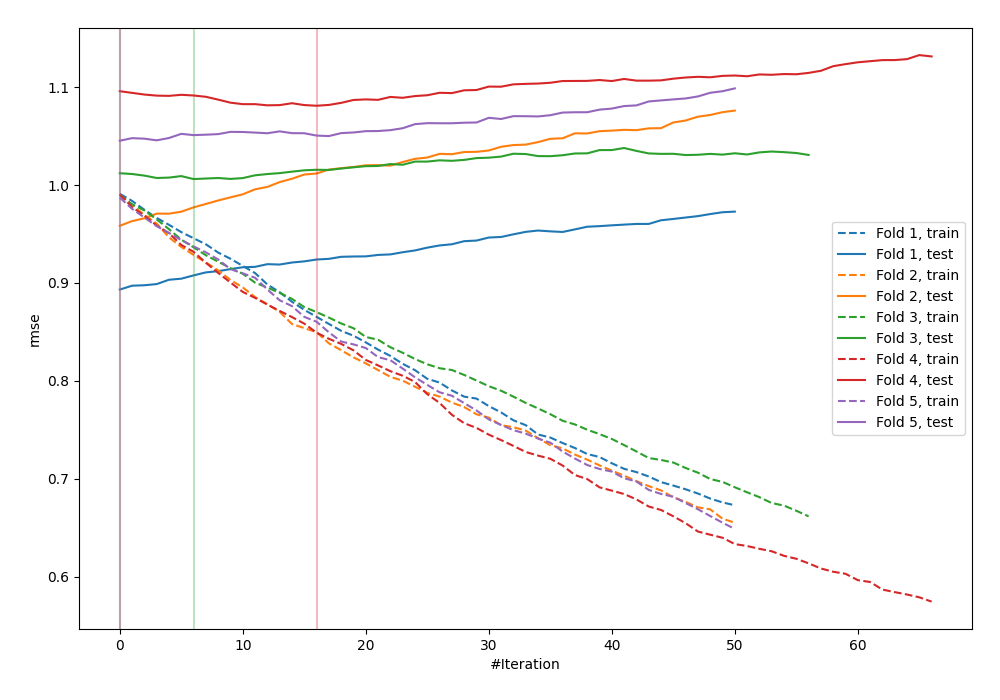 1.1
1.0
0.9
0.8
0.7
0.6
rmse
0 10 20 30 40 50 60
#Iteration
Fold 1, train
Fold 1, test
Fold 2, train
Fold 2, test
Fold 3, train
Fold 3, test
Fold 4, train
Fold 4, test
Fold 5, train
Fold 5, test